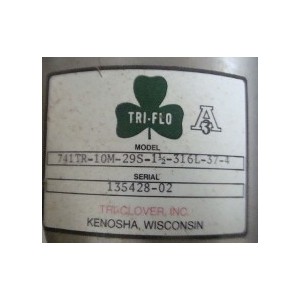 TRI-FLO
A
3
MODEL
741TR-10M-29S-1½-316L-37-4
SERIAL
135428-02
TRI-CLOVER, INC.
KENOSHA, WISCONSIN